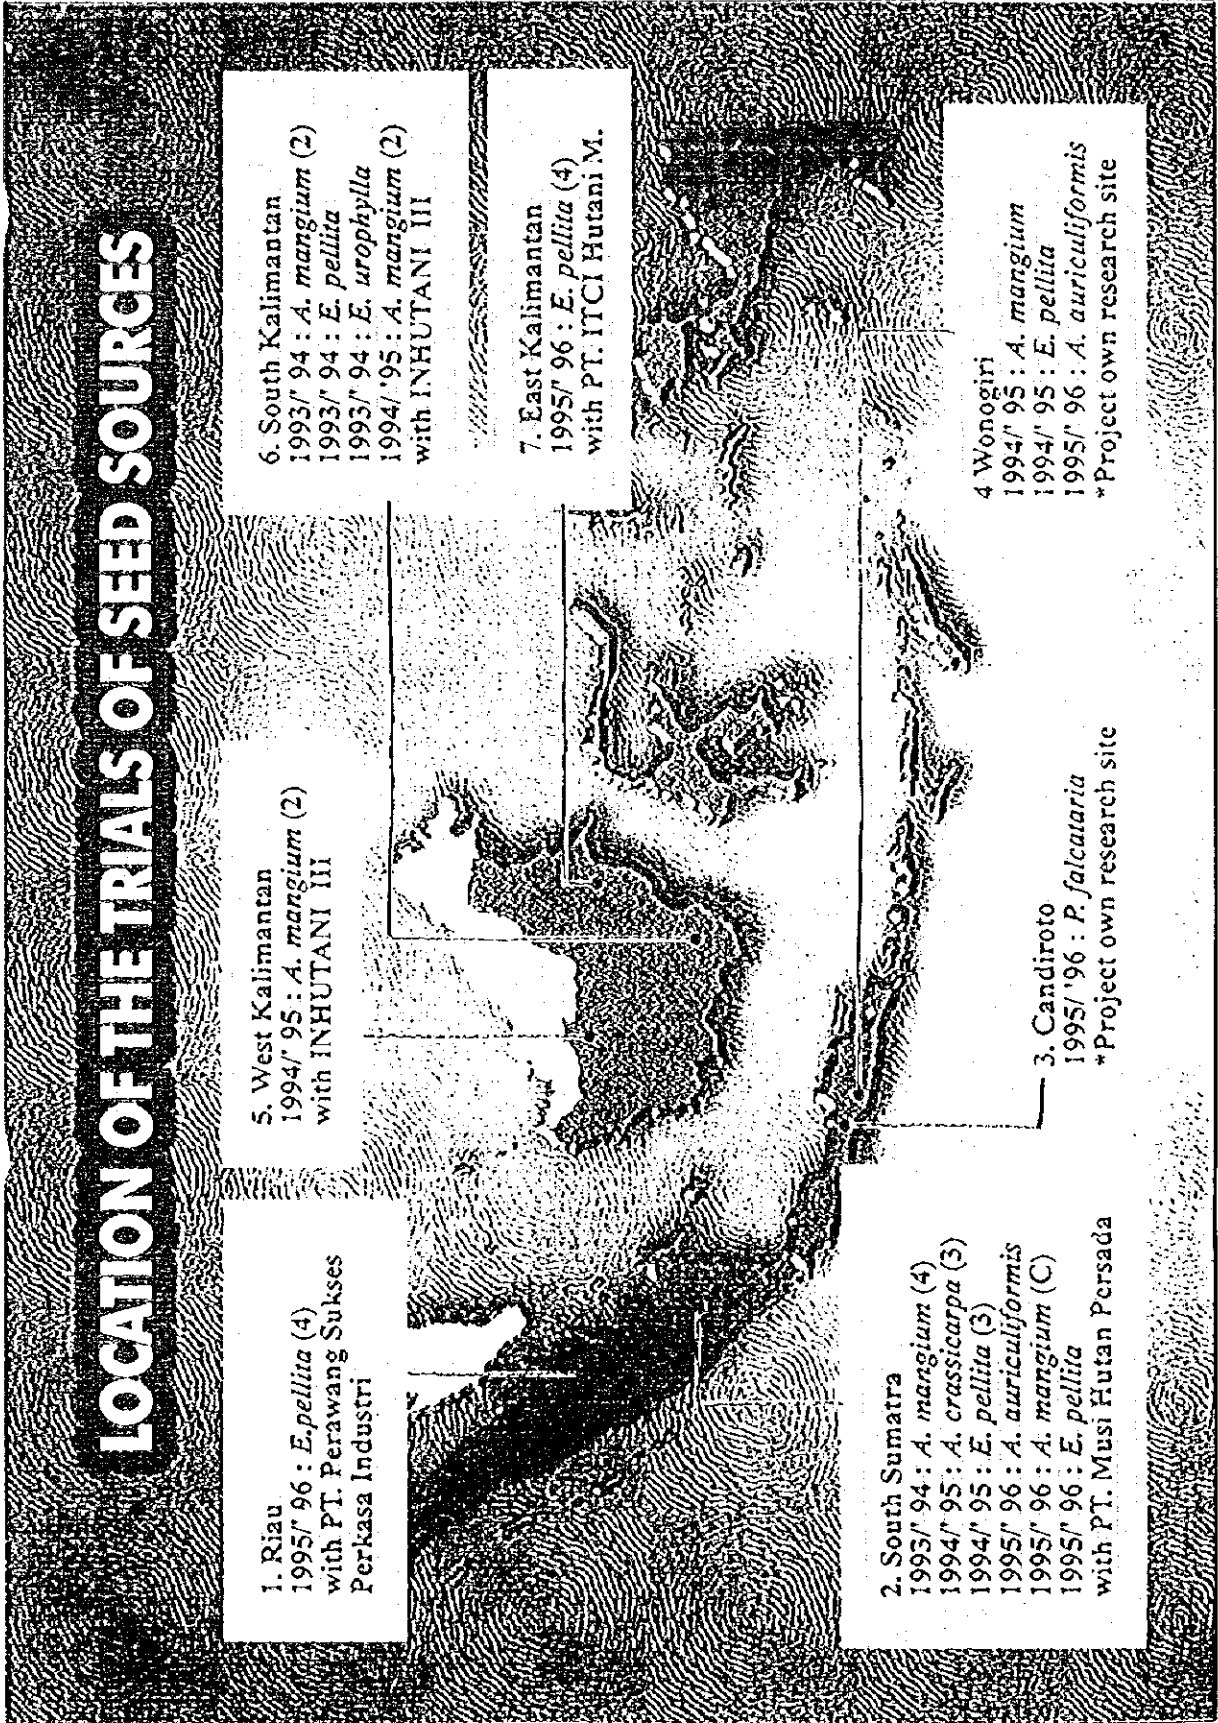 LOCATION OF THE TRIALS OF SEED SOURCES
1. Riau
1995/' 96 : E.pellita (4)
with PT. Perawang Sukses
Perkasa Industri
5. West Kalimantan
1994/' 95 : A. mangium (2)
with INHUTANI III
6. South Kalimantan
1993/' 94 : A. mangium (2)
1993/' 94 : E. pellita
1993/' 94 : E. urophylla
1994/ '95 : A. mangium (2)
with INHUTANI III
7. East Kalimantan
1995/' 96 : E. pellita (4)
with PT. ITCI Hutani M.
2. South Sumatra
1993/' 94 : A. mangium (4)
1994/' 95 : A. crassicarpa (3)
1994/' 95 : E. pellita (3)
1995/' 96 : A. auriculiformis
1995/' 96 : A. mangium (C)
1995/' 96 : E. pellita
with PT. Musi Hutan Persada
3. Candiroto
1995/ '96 : P. falcataria
*Project own research site
4 Wonogiri
1994/' 95 : A. mangium
1994/' 95 : E. pellita
1995/' 96 : A. auriculiformis
*Project own research site